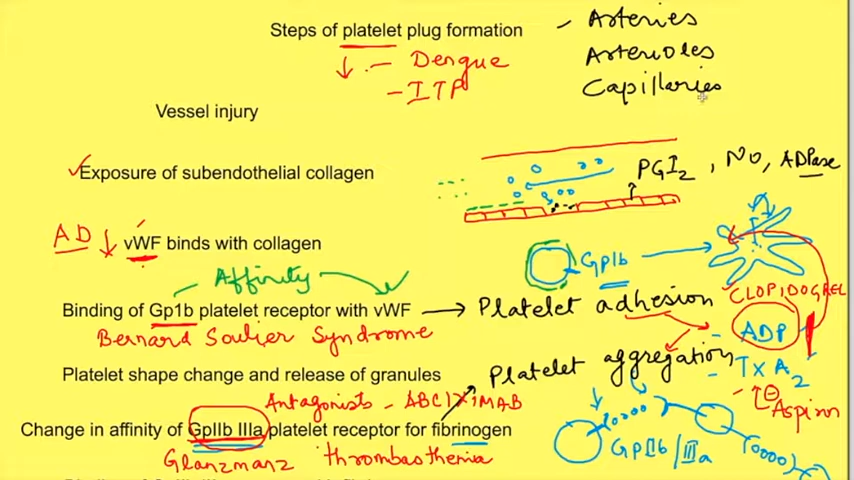 Steps of platelet plug formation
- Arteries
Arterioles
Capillaries
↓ - Dengue
- ITP
Vessel injury
Exposure of subendothelial collagen
PGI2, NO, ADPase
AD ↓ vWF binds with collagen
Affinity
GpIb
Binding of Gp1b platelet receptor with vWF → Platelet adhesion
CLOPIDOGREL
Bernard Soulier Syndrome
- ADP
Platelet shape change and release of granules
Platelet aggregation
- TxA2
Antagonists - ABCIXIMAB
Aspirin
Change in affinity of GpIIb IIIa platelet receptor for fibrinogen
GpIIb/IIIa
Glanzmanz thrombasthenia